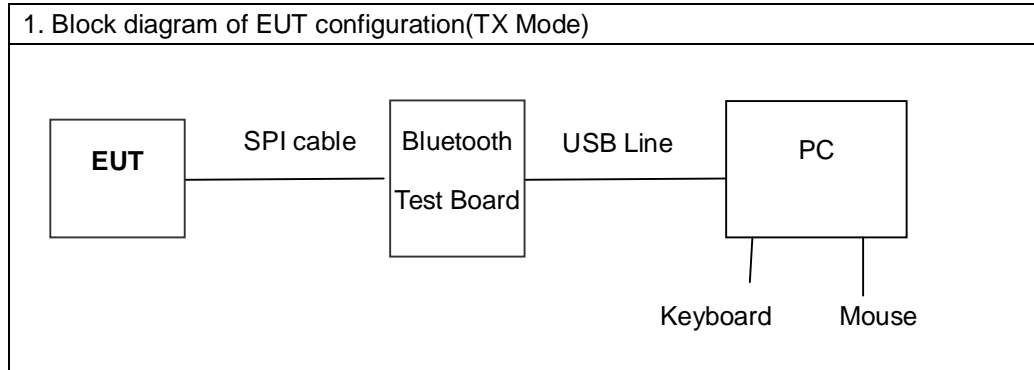 1. Block diagram of EUT configuration(TX Mode)
EUT
SPI cable
Bluetooth
Test Board
USB Line
PC
Keyboard
Mouse